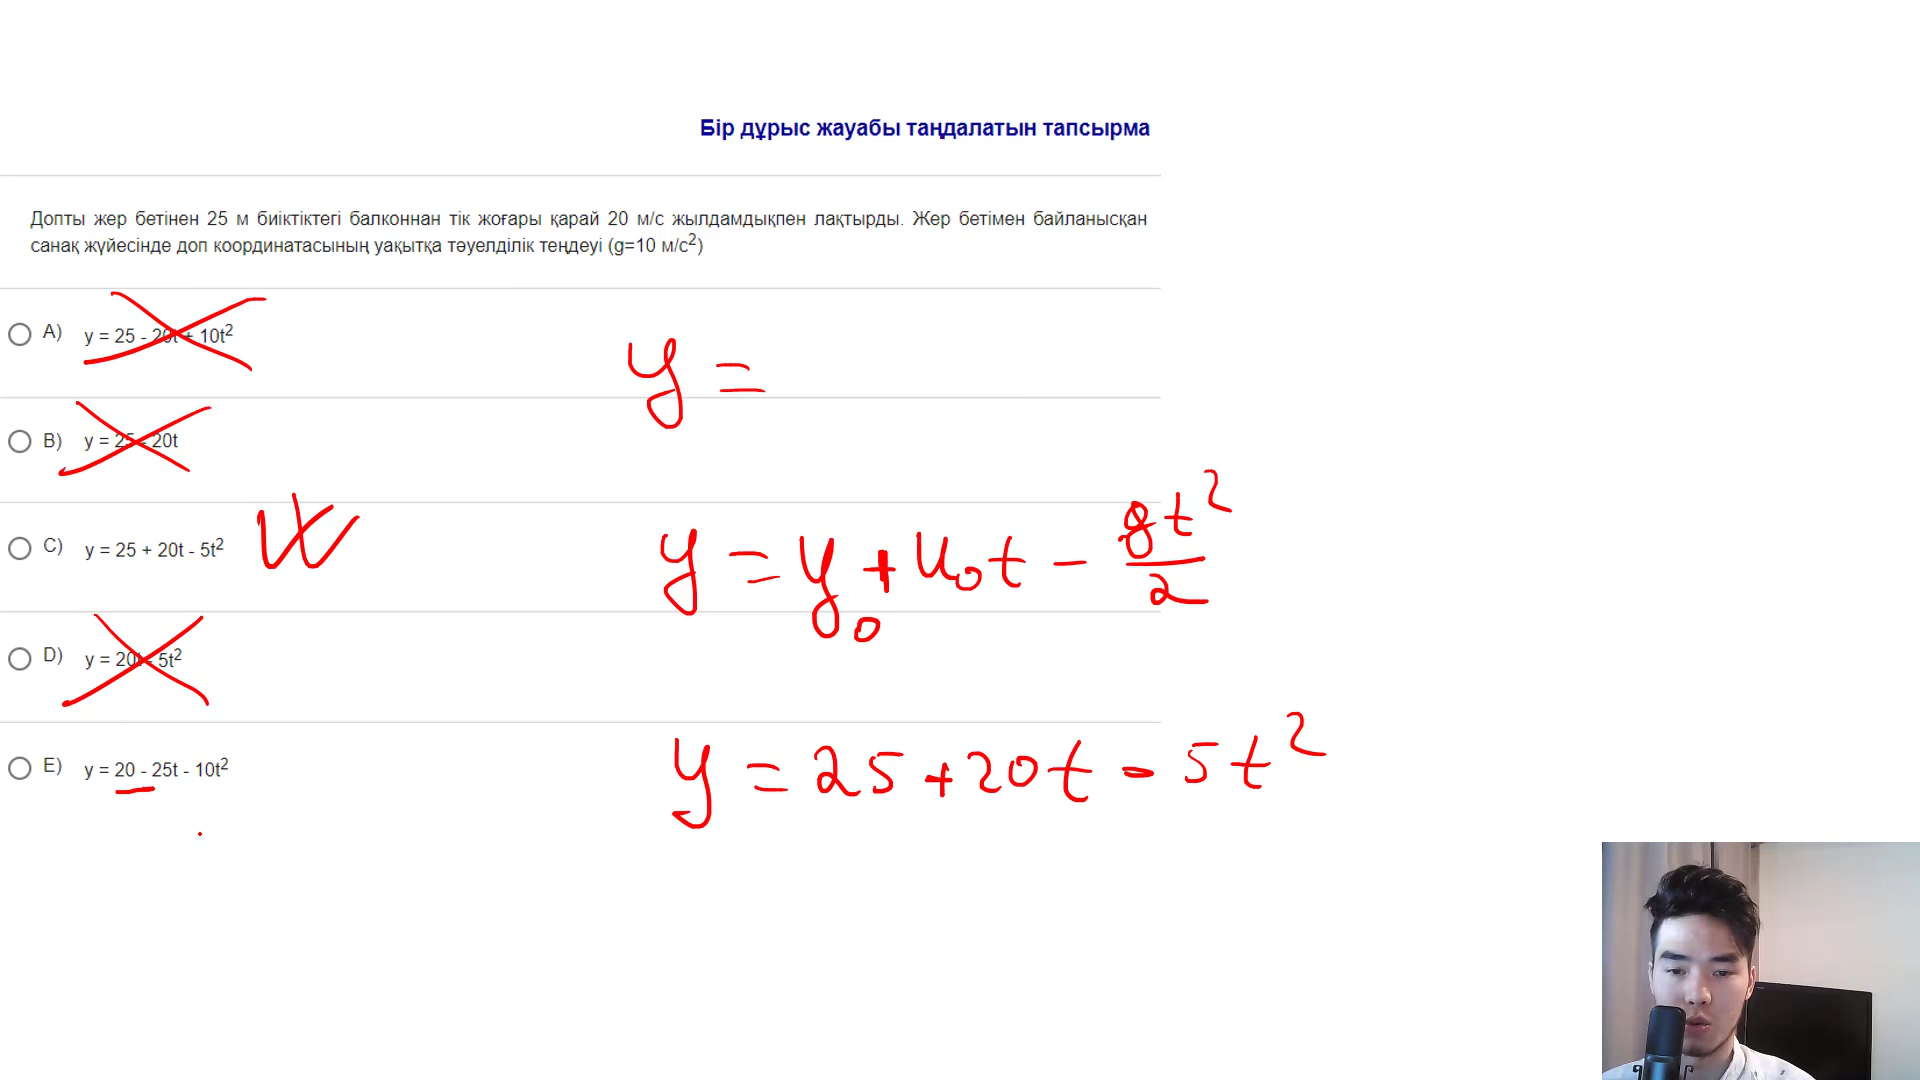 Бір дұрыс жауабы таңдалатын тапсырма
Допты жер бетінен 25 м биіктіктегі балконнан тік жоғары қарай 20 м/с жылдамдықпен лақтырды. Жер бетімен байланысқан
санақ жүйесінде доп координатасының уақытқа тәуелділік теңдеуі (g=10 м/с²)
A) y = 25 - 20t + 10t²
y =
B) y = 25 - 20t
C) y = 25 + 20t - 5t²
y = y₀ + υ₀t - gt²/2
D) y = 20t - 5t²
E) y = 20 - 25t - 10t²
y = 25 + 20t - 5t²